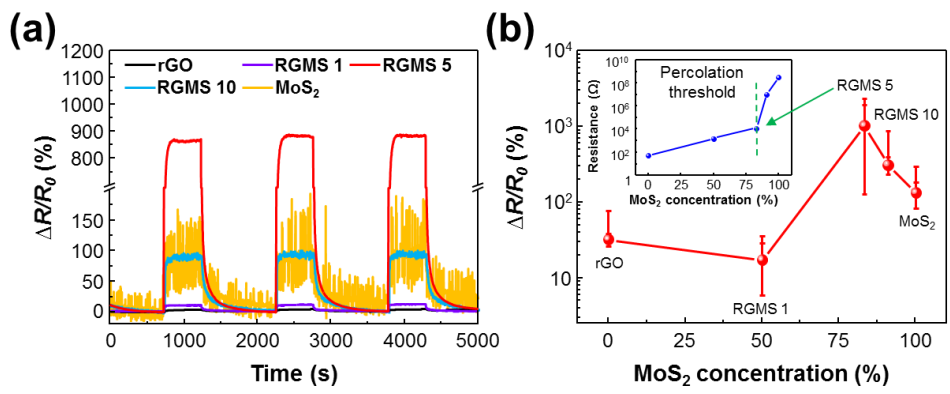 (a)
1200
1100
1000
900
800
150
100
50
0
ΔR/R0 (%)
rGO RGMS 1 RGMS 5
RGMS 10 MoS2
0 1000 2000 3000 4000 5000
Time (s)
(b)
10^4
10^3
10^2
10^1
ΔR/R0 (%)
10^10
10^8
10^6
10^4
10^2
1
Resistance (Ω)
Percolation
threshold
0 50 100
MoS2 concentration (%)
RGMS 5
RGMS 10
MoS2
rGO
RGMS 1
0 25 50 75 100
MoS2 concentration (%)